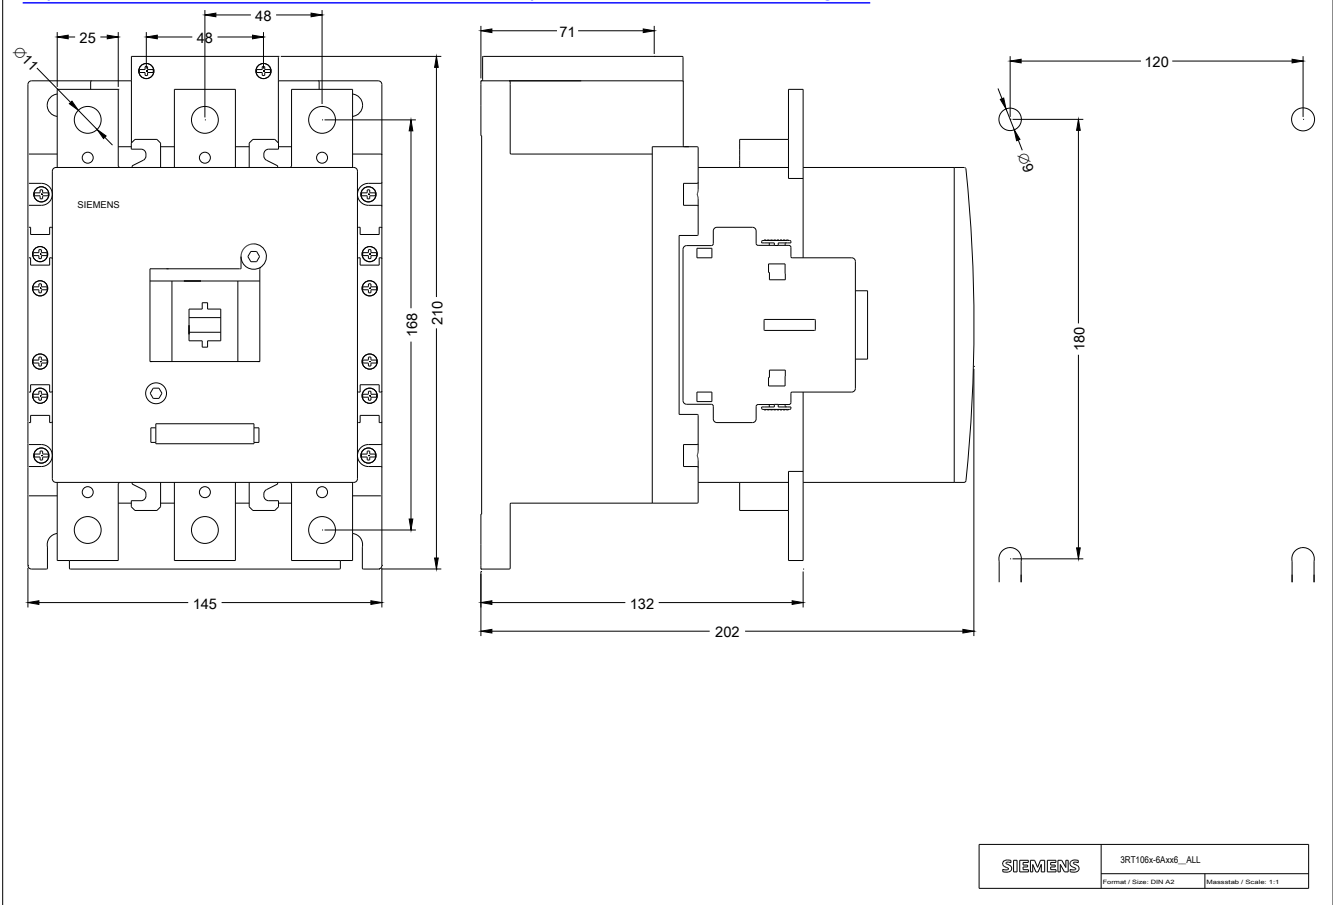 48
25
48
Ø11
71
120
Ø9
SIEMENS
168
210
180
145
132
202
SIEMENS
3RT106x-6Axx6__ALL
Format / Size: DIN A2
Massstab / Scale: 1:1